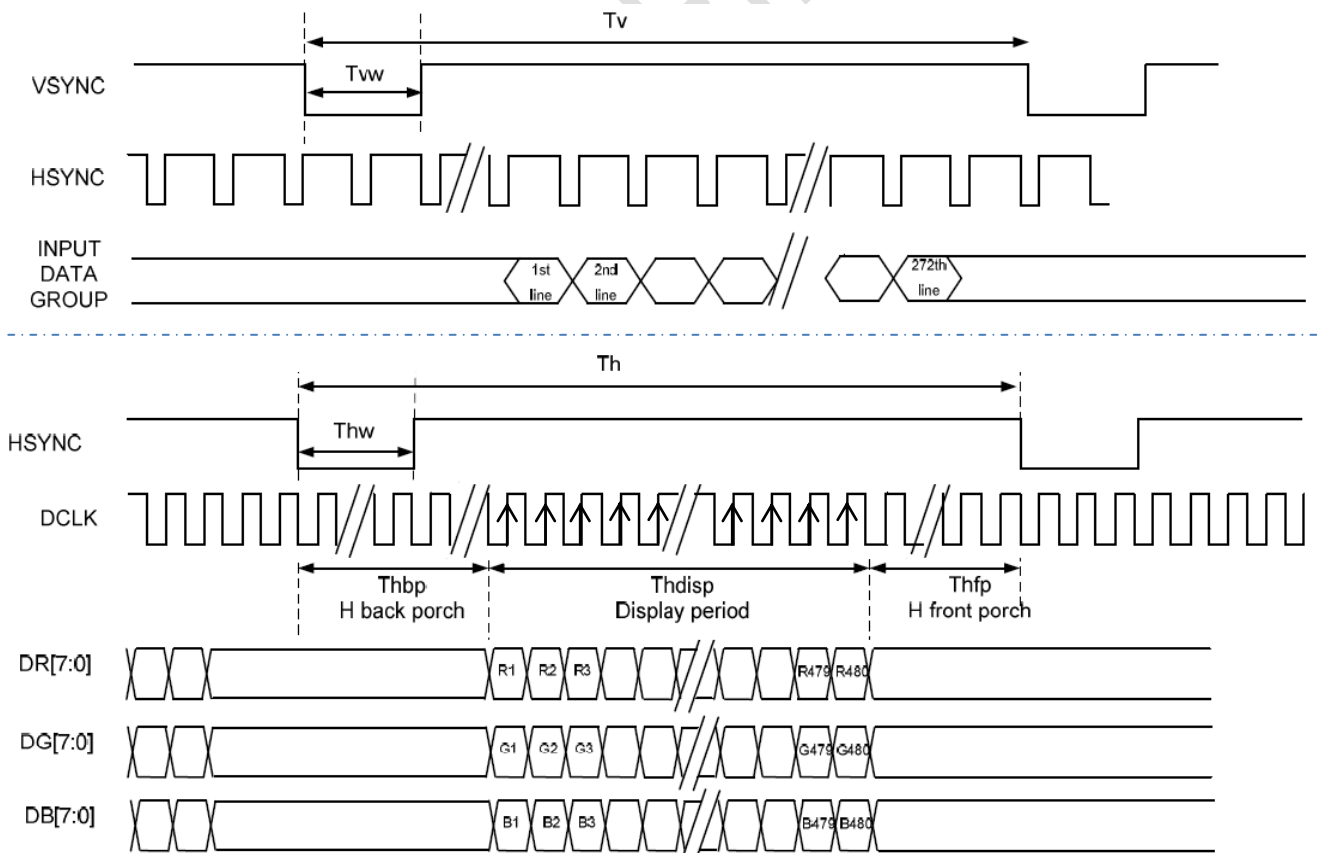 Tv
VSYNC
Tvw
HSYNC
INPUT
DATA
GROUP
1st
line
2nd
line
272th
line
Th
HSYNC
Thw
DCLK
Thbp
H back porch
Thdisp
Display period
Thfp
H front porch
DR[7:0]
R1 R2 R3 R479 R480
DG[7:0]
G1 G2 G3 G479 G480
DB[7:0]
B1 B2 B3 B479 B480